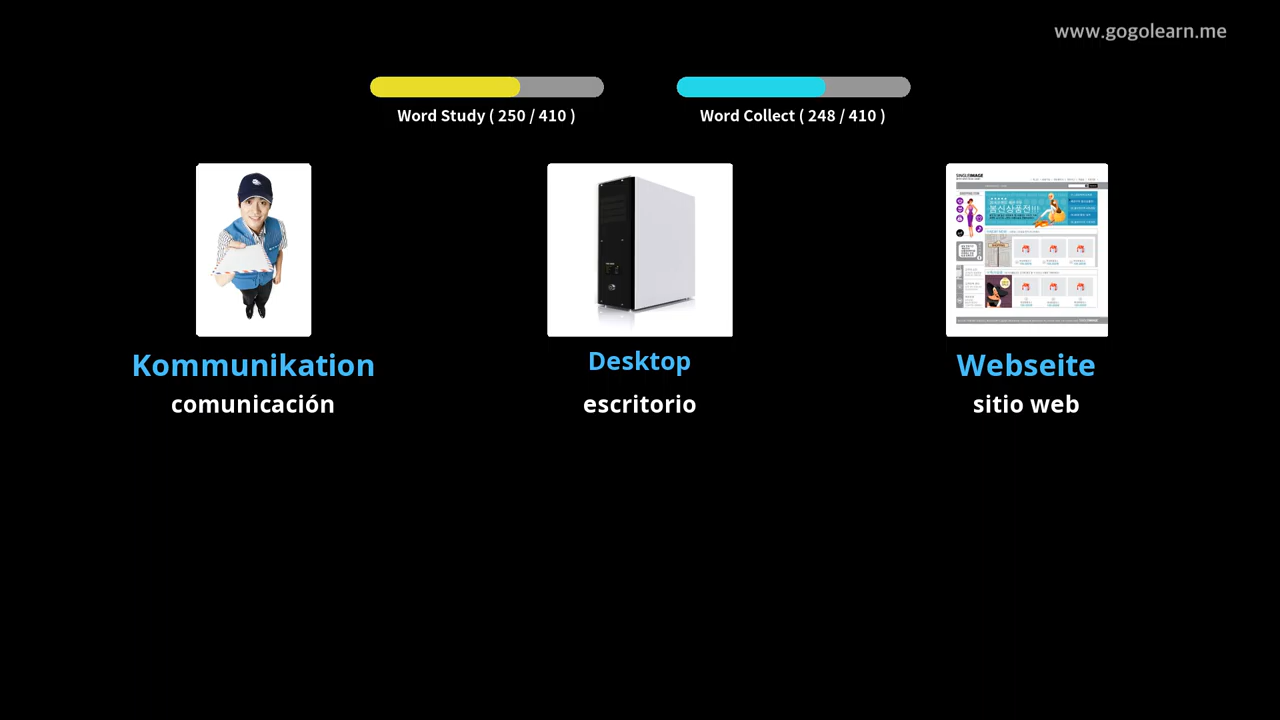 www.gogolearn.me
Word Study ( 250 / 410 )
Word Collect ( 248 / 410 )
Kommunikation
Desktop
Webseite
comunicación
escritorio
sitio web